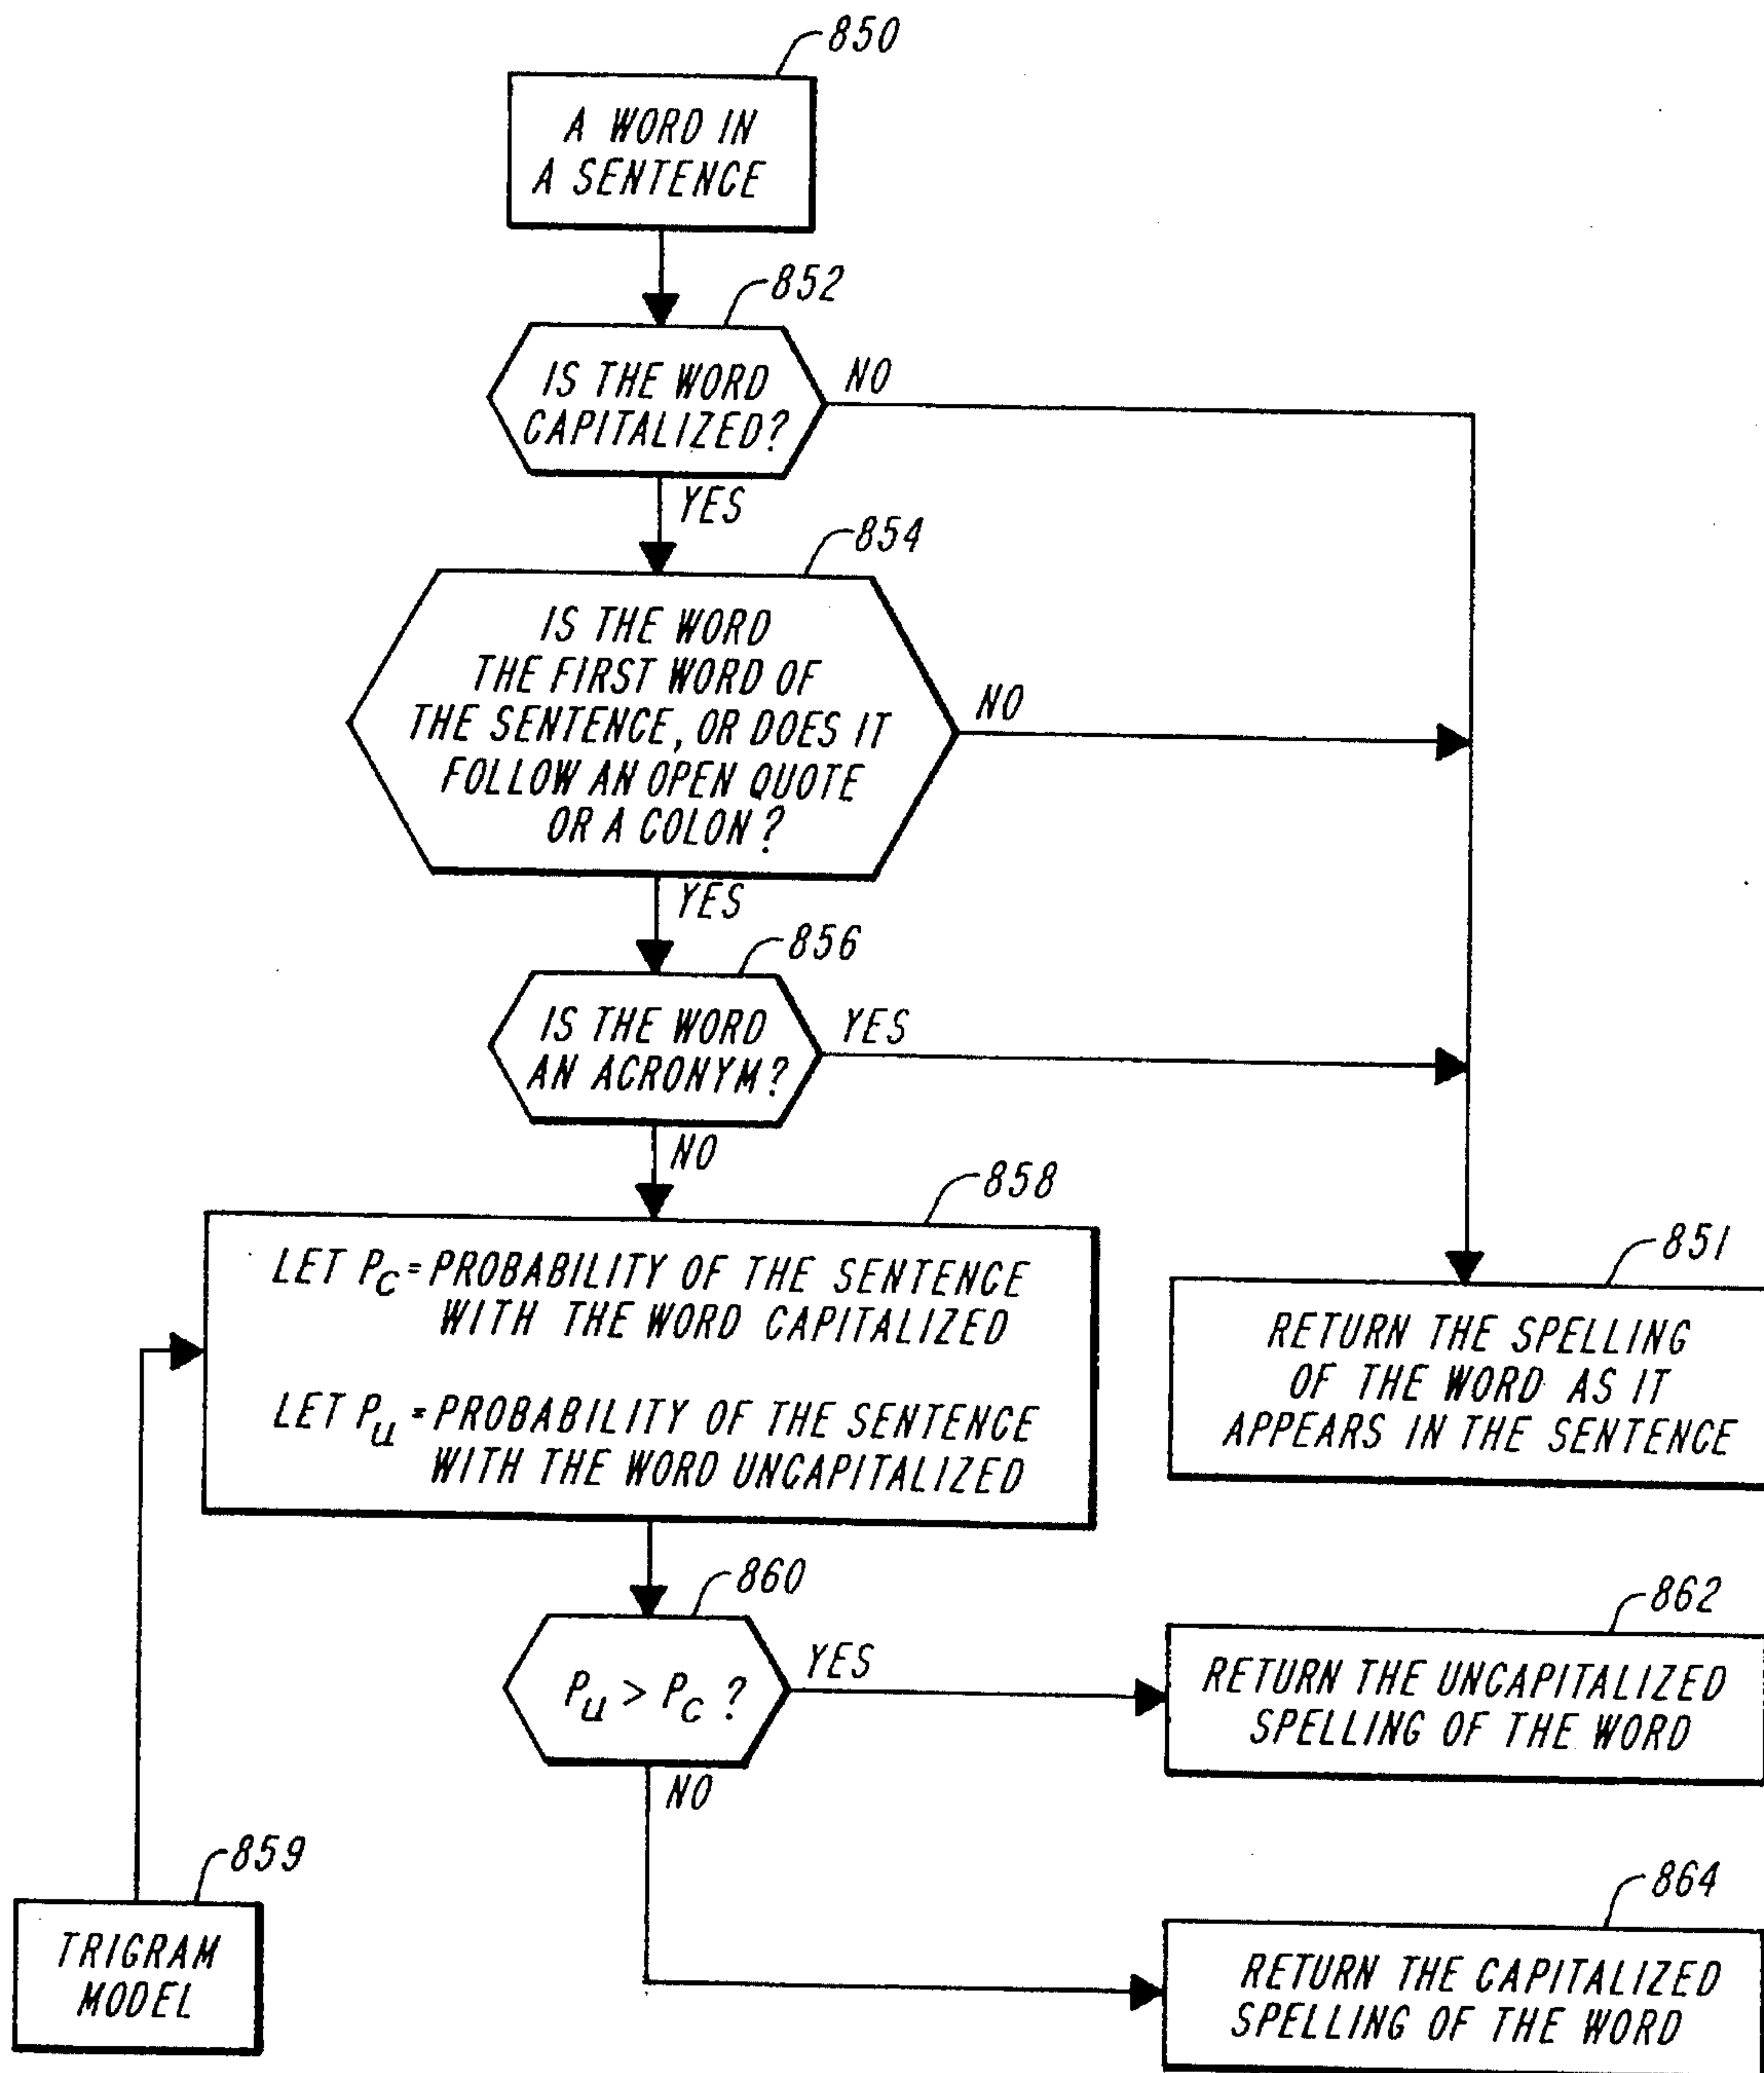 850
A WORD IN
A SENTENCE
852
IS THE WORD
CAPITALIZED?
NO
YES
854
IS THE WORD
THE FIRST WORD OF
THE SENTENCE, OR DOES IT
FOLLOW AN OPEN QUOTE
OR A COLON?
NO
YES
856
IS THE WORD
AN ACRONYM?
YES
NO
858
LET Pc = PROBABILITY OF THE SENTENCE
WITH THE WORD CAPITALIZED
LET Pu = PROBABILITY OF THE SENTENCE
WITH THE WORD UNCAPITALIZED
851
RETURN THE SPELLING
OF THE WORD AS IT
APPEARS IN THE SENTENCE
860
Pu > Pc ?
YES
NO
862
RETURN THE UNCAPITALIZED
SPELLING OF THE WORD
859
TRIGRAM
MODEL
864
RETURN THE CAPITALIZED
SPELLING OF THE WORD